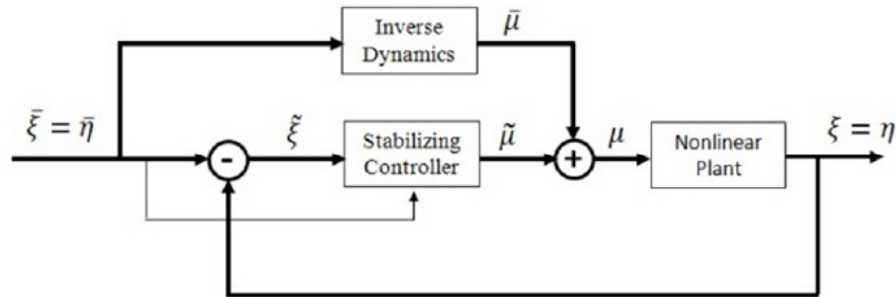 Inverse
Dynamics
μ̄
ξ̄ = η̄
-
ξ̃
Stabilizing
Controller
μ̃
+
μ
Nonlinear
Plant
ξ = η